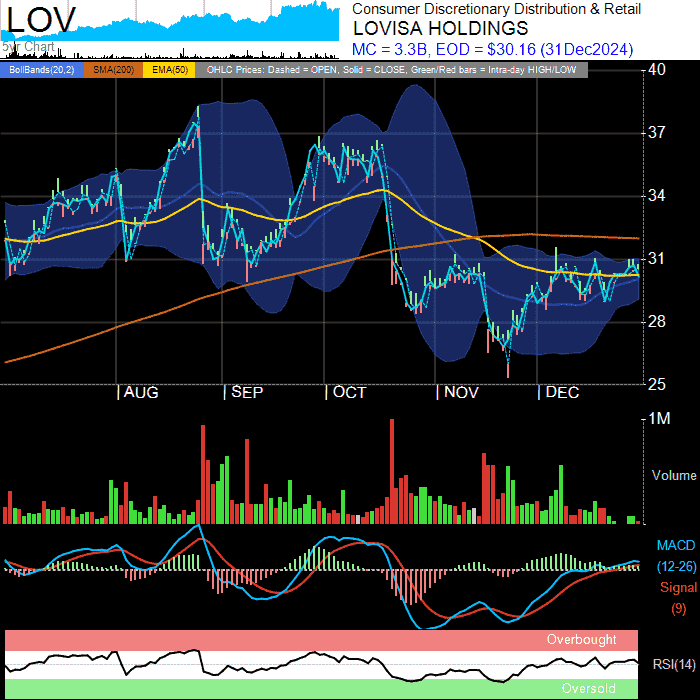 LOV
5yr Chart
Consumer Discretionary Distribution & Retail
LOVISA HOLDINGS
MC = 3.3B, EOD = $30.16 (31Dec2024)
BollBands(20,2) SMA(200) EMA(50) OHLC Prices: Dashed = OPEN, Solid = CLOSE, Green/Red bars = Intra-day HIGH/LOW
40
37
34
31
28
25
| AUG | SEP | OCT | NOV | DEC
1M
Volume
MACD
(12-26)
Signal
(9)
Overbought
RSI(14)
Oversold